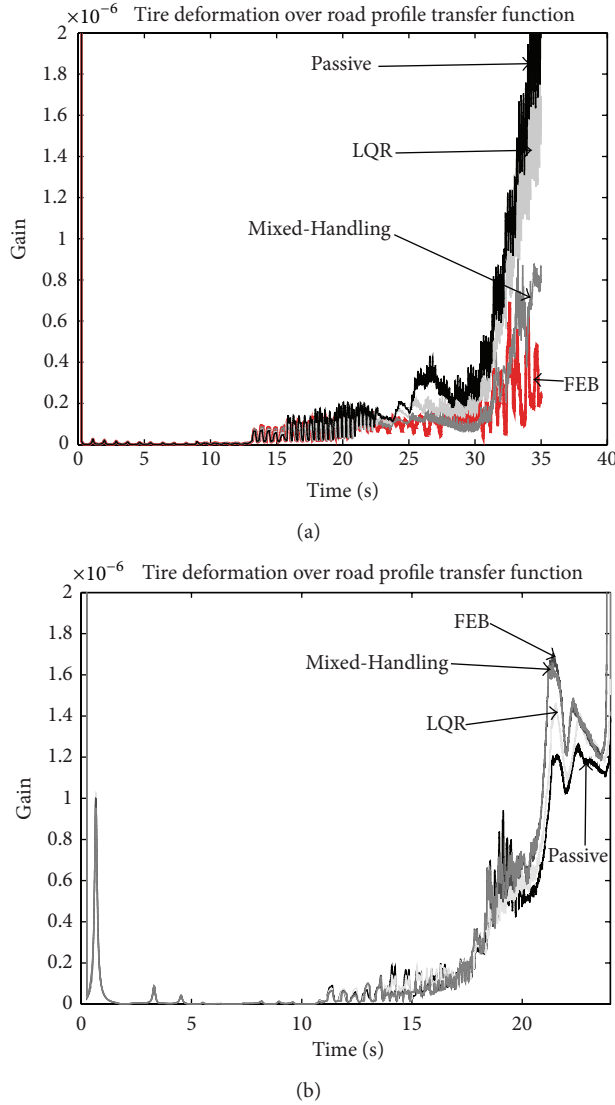 ×10⁻⁶ Tire deformation over road profile transfer function
2
1.8
1.6
1.4
1.2
1
0.8
0.6
0.4
0.2
0
Gain
Passive
LQR
Mixed-Handling
FEB
0 5 10 15 20 25 30 35 40
Time (s)
(a)
×10⁻⁶ Tire deformation over road profile transfer function
2
1.8
1.6
1.4
1.2
1
0.8
0.6
0.4
0.2
0
Gain
FEB
Mixed-Handling
LQR
Passive
0 5 10 15 20
Time (s)
(b)